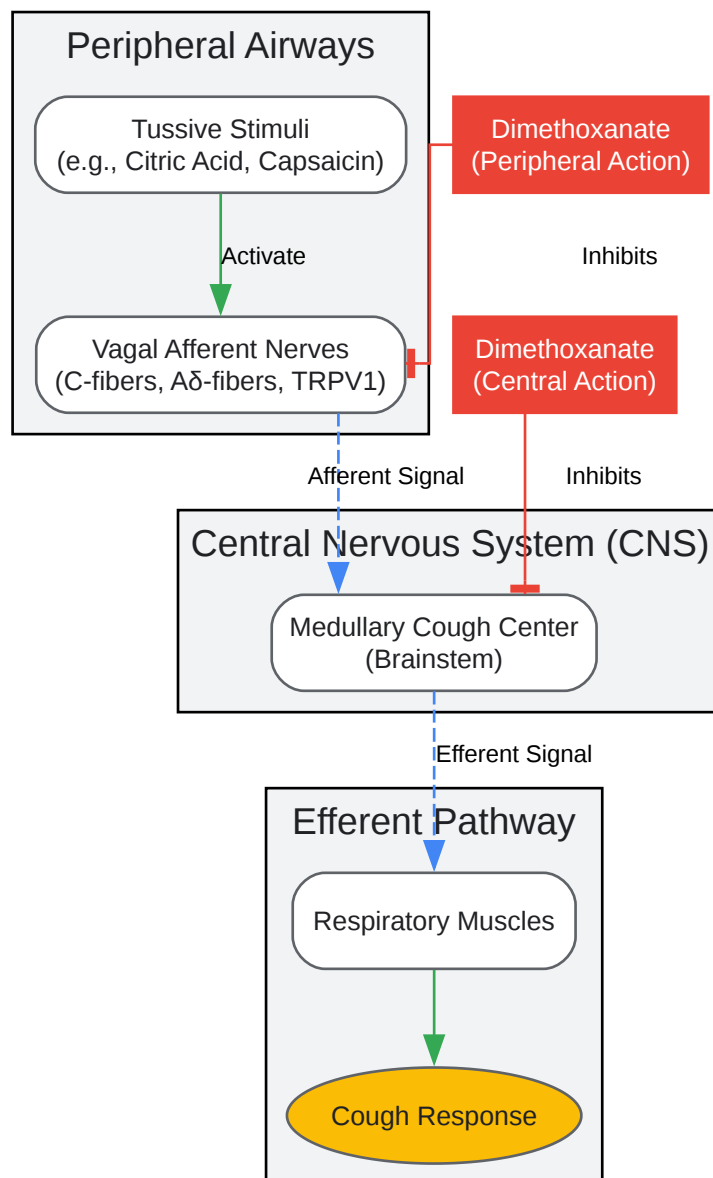 Peripheral Airways
Tussive Stimuli
(e.g., Citric Acid, Capsaicin)
Dimethoxanate
(Peripheral Action)
Activate
Inhibits
Vagal Afferent Nerves
(C-fibers, Aδ-fibers, TRPV1)
Dimethoxanate
(Central Action)
Afferent Signal
Inhibits
Central Nervous System (CNS)
Medullary Cough Center
(Brainstem)
Efferent Signal
Efferent Pathway
Respiratory Muscles
Cough Response